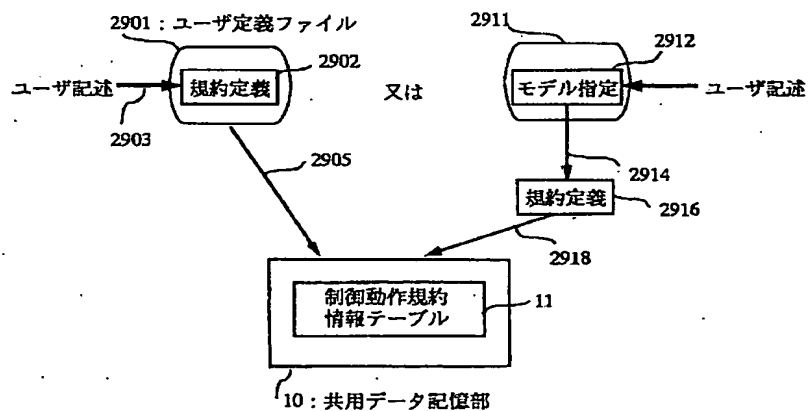 2901：ユーザ定義ファイル
2902
規約定義
ユーザ記述
2903
又は
2911
2912
モデル指定
ユーザ記述
2905
2914
規約定義
2916
2918
制御動作規約
情報テーブル
11
10：共用データ記憶部